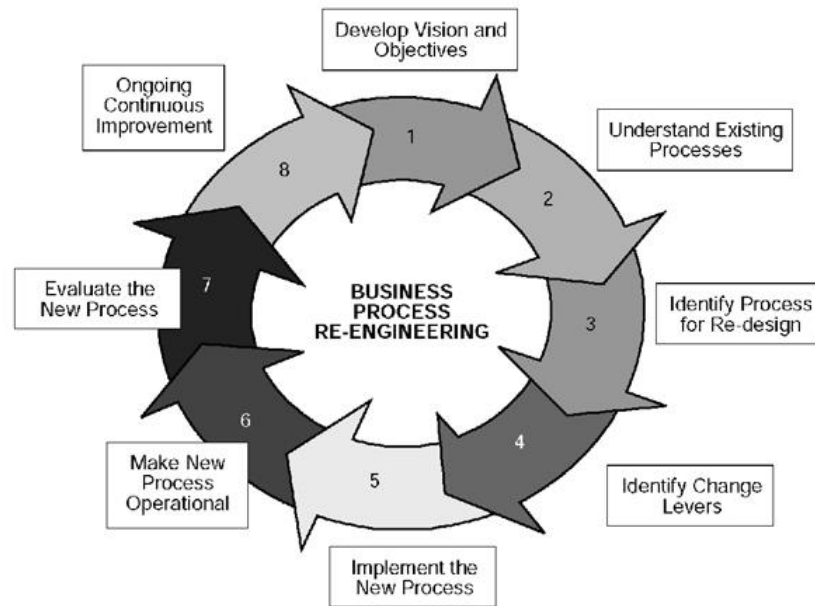 Develop Vision and
Objectives
1
Understand Existing
Processes
2
Identify Process
for Re-design
3
Identify Change
Levers
4
Implement the
New Process
5
Make New
Process
Operational
6
Evaluate the
New Process
7
Ongoing
Continuous
Improvement
8
BUSINESS
PROCESS
RE-ENGINEERING